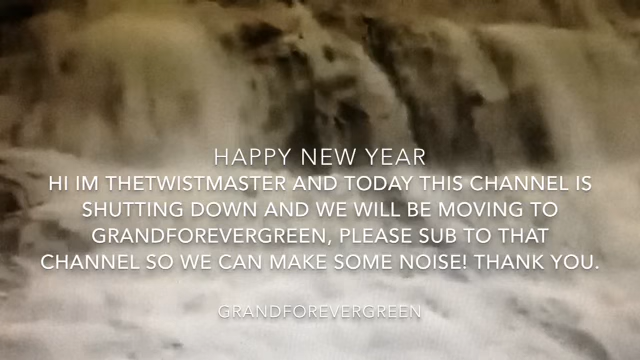 HAPPY NEW YEAR
HI IM THETWISTMASTER AND TODAY THIS CHANNEL IS
SHUTTING DOWN AND WE WILL BE MOVING TO
GRANDFOREVERGREEN, PLEASE SUB TO THAT
CHANNEL SO WE CAN MAKE SOME NOISE! THANK YOU.
GRANDFOREVERGREEN